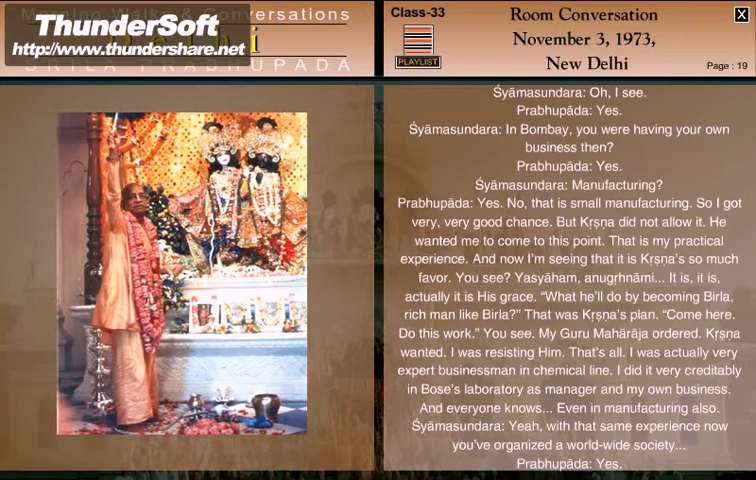 Morning Walks & Conversations
ThunderSoft
http://www.thundershare.net
SRILA PRABHUPADA
Class-33
PLAYLIST
Room Conversation
November 3, 1973,
New Delhi
X
Page : 19
Śyāmasundara: Oh, I see.
Prabhupāda: Yes.
Śyāmasundara: In Bombay, you were having your own
business then?
Prabhupāda: Yes.
Śyāmasundara: Manufacturing?
Prabhupāda: Yes. No, that is small manufacturing. So I got
very, very good chance. But Kṛṣṇa did not allow it. He
wanted me to come to this point. That is my practical
experience. And now I'm seeing that it is Kṛṣṇa's so much
favor. You see? Yasyāham, anugṛhnāmi... It is, it is,
actually it is His grace. “What he'll do by becoming Birla,
rich man like Birla?” That was Kṛṣṇa's plan. “Come here.
Do this work.” You see. My Guru Mahārāja ordered. Kṛṣṇa
wanted. I was resisting Him. That's all. I was actually very
expert businessman in chemical line. I did it very creditably
in Bose's laboratory as manager and my own business.
And everyone knows... Even in manufacturing also.
Śyāmasundara: Yeah, with that same experience now
you've organized a world-wide society...
Prabhupāda: Yes.